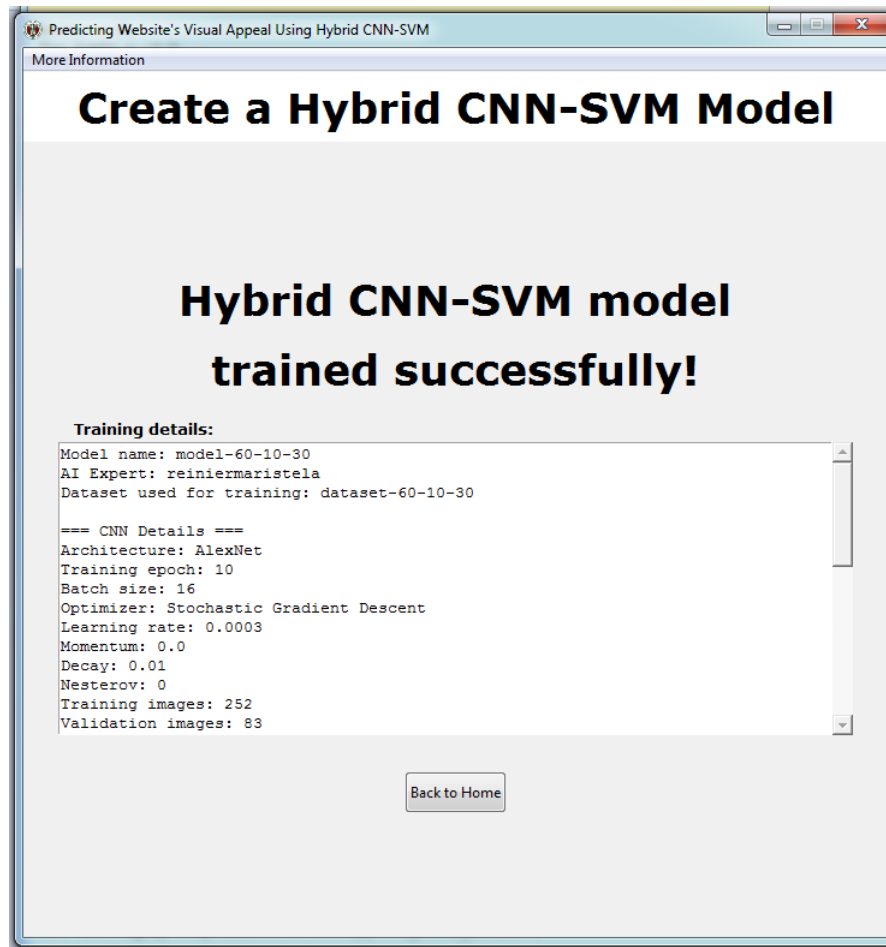 Predicting Website's Visual Appeal Using Hybrid CNN-SVM
More Information
Create a Hybrid CNN-SVM Model
Hybrid CNN-SVM model
trained successfully!
Training details:
Model name: model-60-10-30
AI Expert: reiniermaristela
Dataset used for training: dataset-60-10-30
=== CNN Details ===
Architecture: AlexNet
Training epoch: 10
Batch size: 16
Optimizer: Stochastic Gradient Descent
Learning rate: 0.0003
Momentum: 0.0
Decay: 0.01
Nesterov: 0
Training images: 252
Validation images: 83
Back to Home